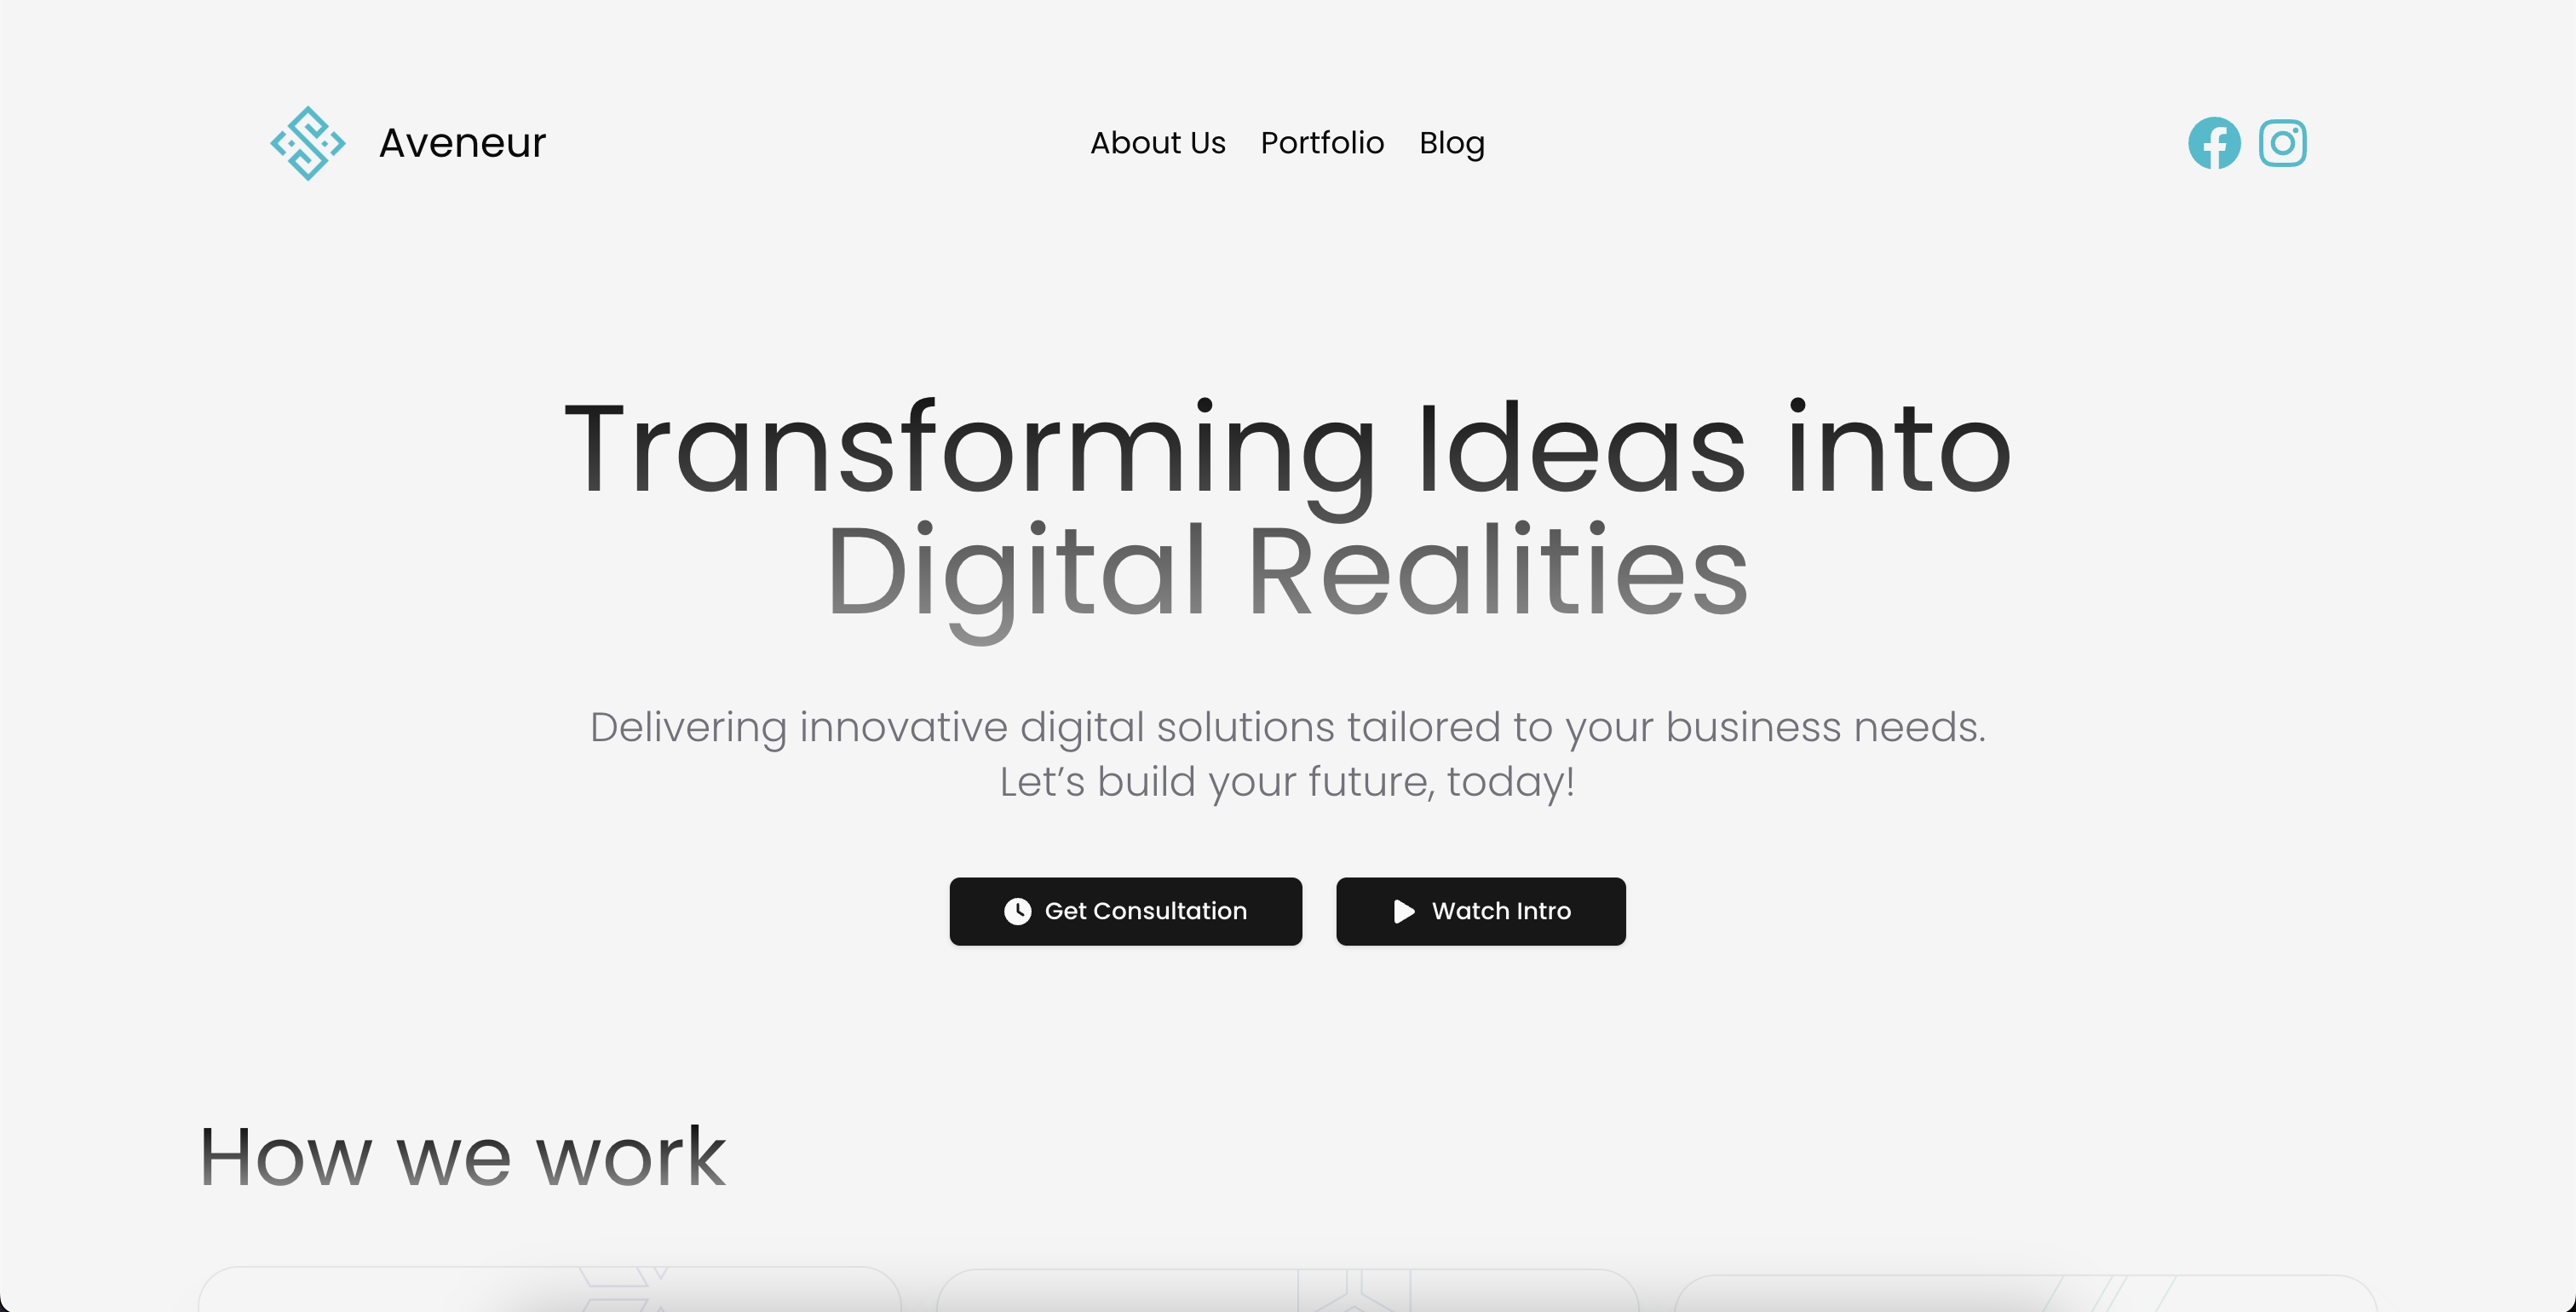 Aveneur
About Us Portfolio Blog
Transforming Ideas into
Digital Realities
Delivering innovative digital solutions tailored to your business needs.
Let’s build your future, today!
Get Consultation
Watch Intro
How we work